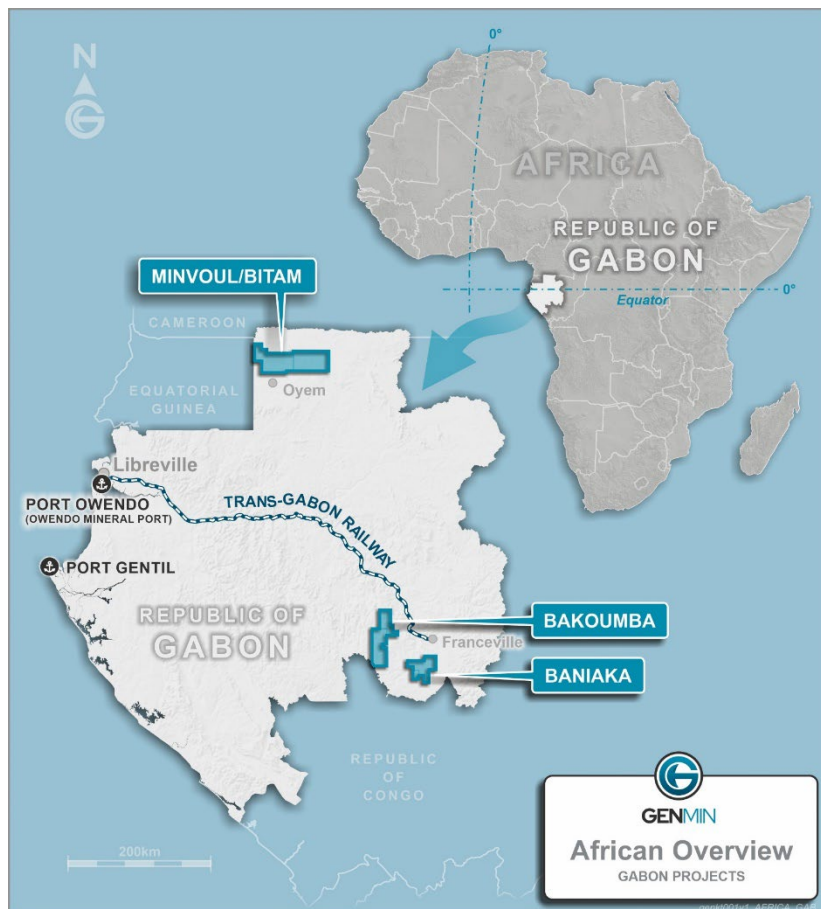 N
0°
AFRICA
REPUBLIC OF
GABON
0°
Equator
MINVOUL/BITAM
CAMEROON
EQUATORIAL
GUINEA
Oyem
Libreville
PORT OWENDO
(OWENDO MINERAL PORT)
TRANS-GABON RAILWAY
PORT GENTIL
REPUBLIC OF
GABON
BAKOUMBA
Franceville
BANIAKA
REPUBLIC
OF
CONGO
200km
G
GENMIN
African Overview
GABON PROJECTS